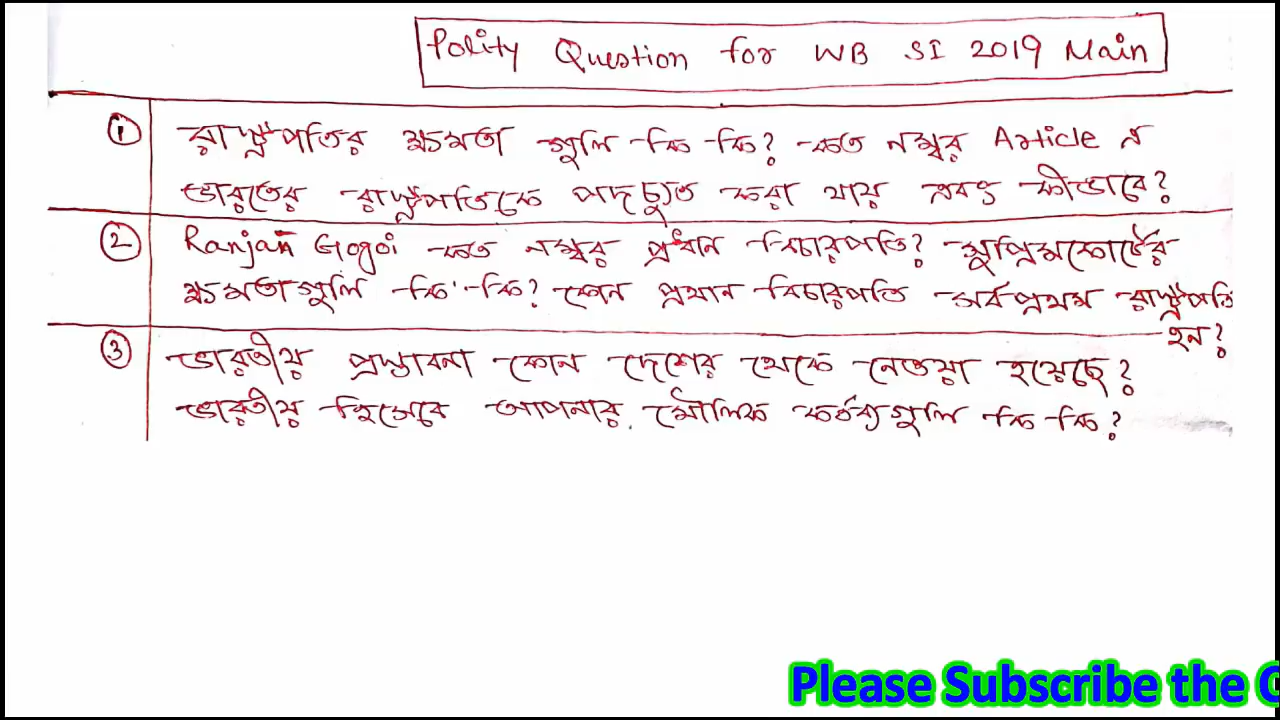 Polity Question for WB SI 2019 Main
① রাষ্ট্রপতির ক্ষমতা গুলি কি কি? কত নম্বর Article এ
ভারতের রাষ্ট্রপতিকে পদচ্যুত করা যায় এবং কীভাবে?
② Ranjan Gogoi কত নম্বর প্রধান বিচারপতি? সুপ্রিমকোর্টের
ক্ষমতাগুলি কি কি? কোন প্রধান বিচারপতি সর্বপ্রথম রাষ্ট্রপতি
হন?
③ ভারতীয় প্রস্তাবনা কোন দেশের থেকে নেওয়া হয়েছে?
ভারতীয় হিসেবে আপনার মৌলিক কর্তব্যগুলি কি কি?
Please Subscribe the